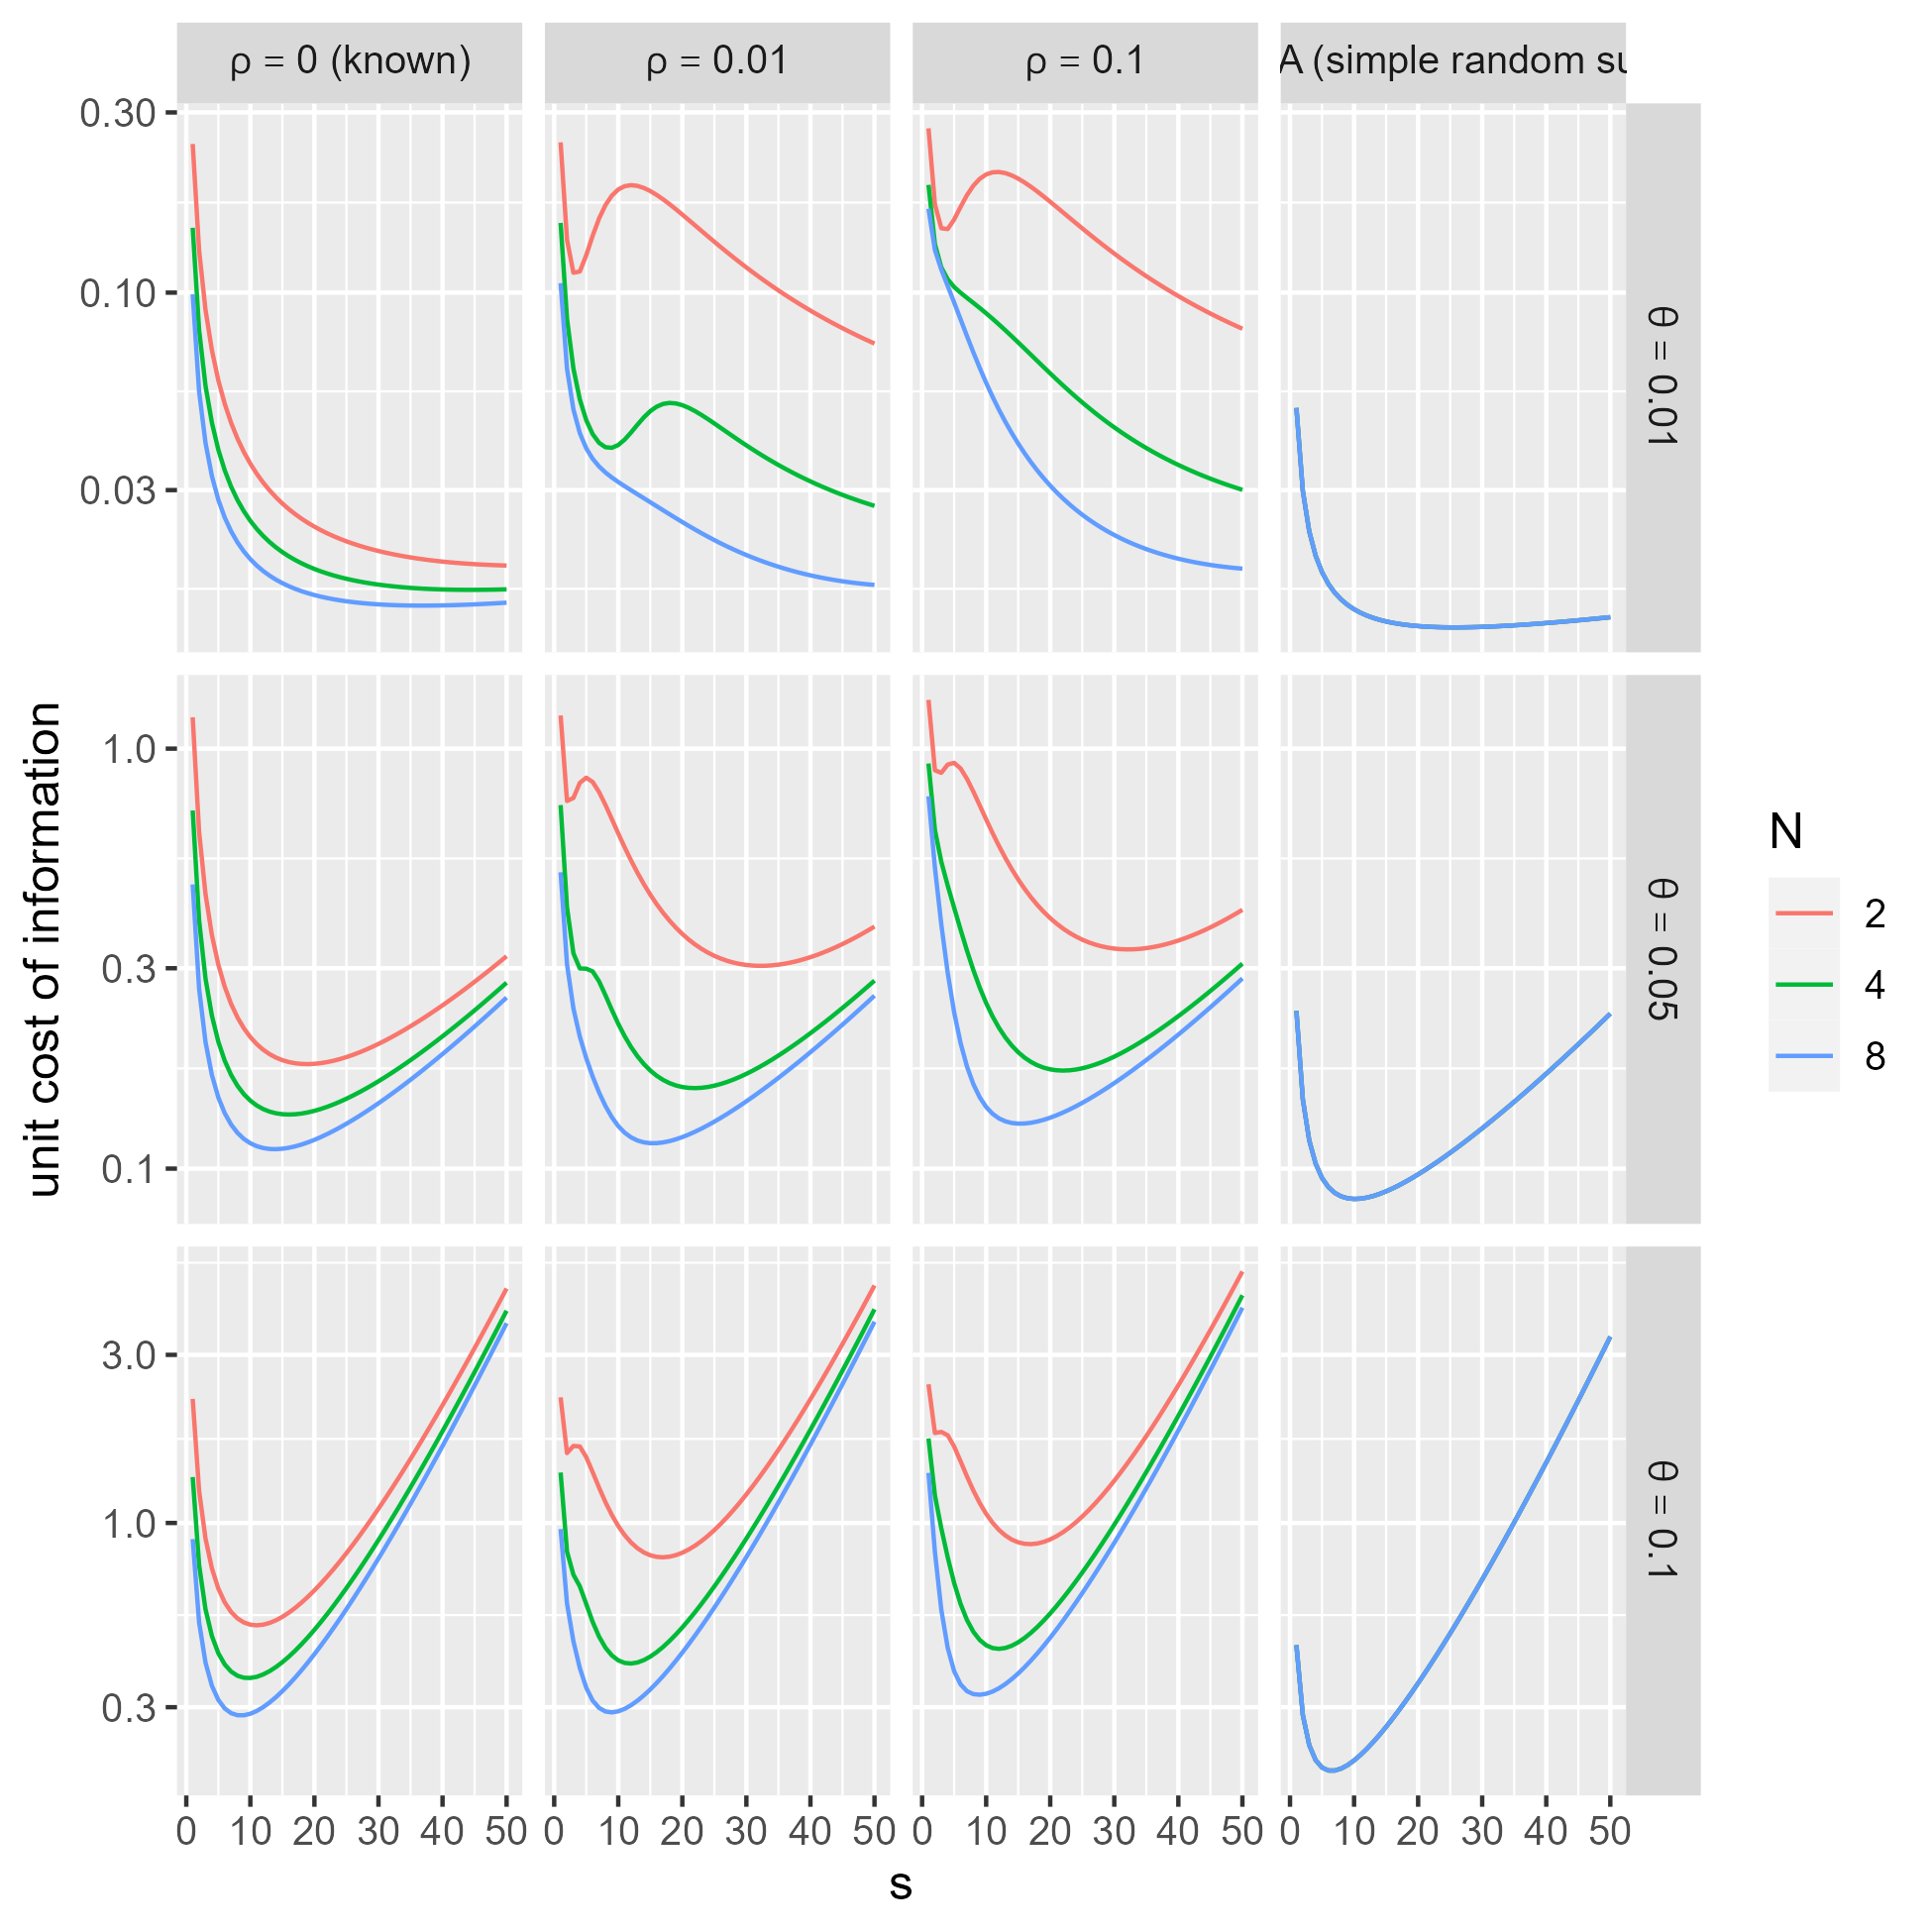 ρ = 0 (known)
ρ = 0.01
ρ = 0.1
A (simple random su
0.30
0.10
0.03
θ = 0.01
1.0
0.3
0.1
θ = 0.05
3.0
1.0
0.3
θ = 0.1
0 10 20 30 40 50
0 10 20 30 40 50
0 10 20 30 40 50
0 10 20 30 40 50
s
unit cost of information
N
2
4
8